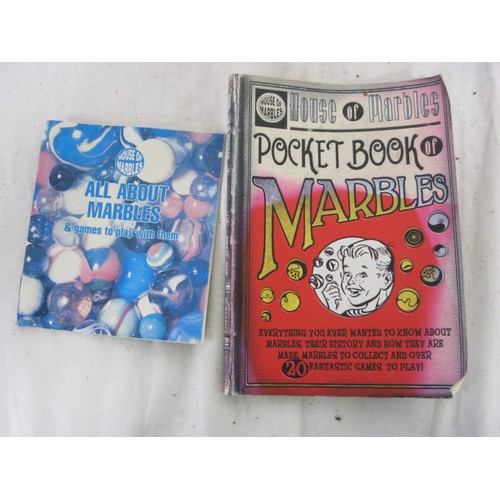 HOUSE OF
MARBLES
ALL ABOUT
MARBLES
& games to play with them
HOUSE OF
MARBLES
House of Marbles
POCKET BOOK of
MARBLES
EVERYTHING YOU EVER WANTED TO KNOW ABOUT
MARBLES, THEIR HISTORY AND HOW THEY ARE
MADE, MARBLES TO COLLECT AND OVER
20 FANTASTIC GAMES TO PLAY!